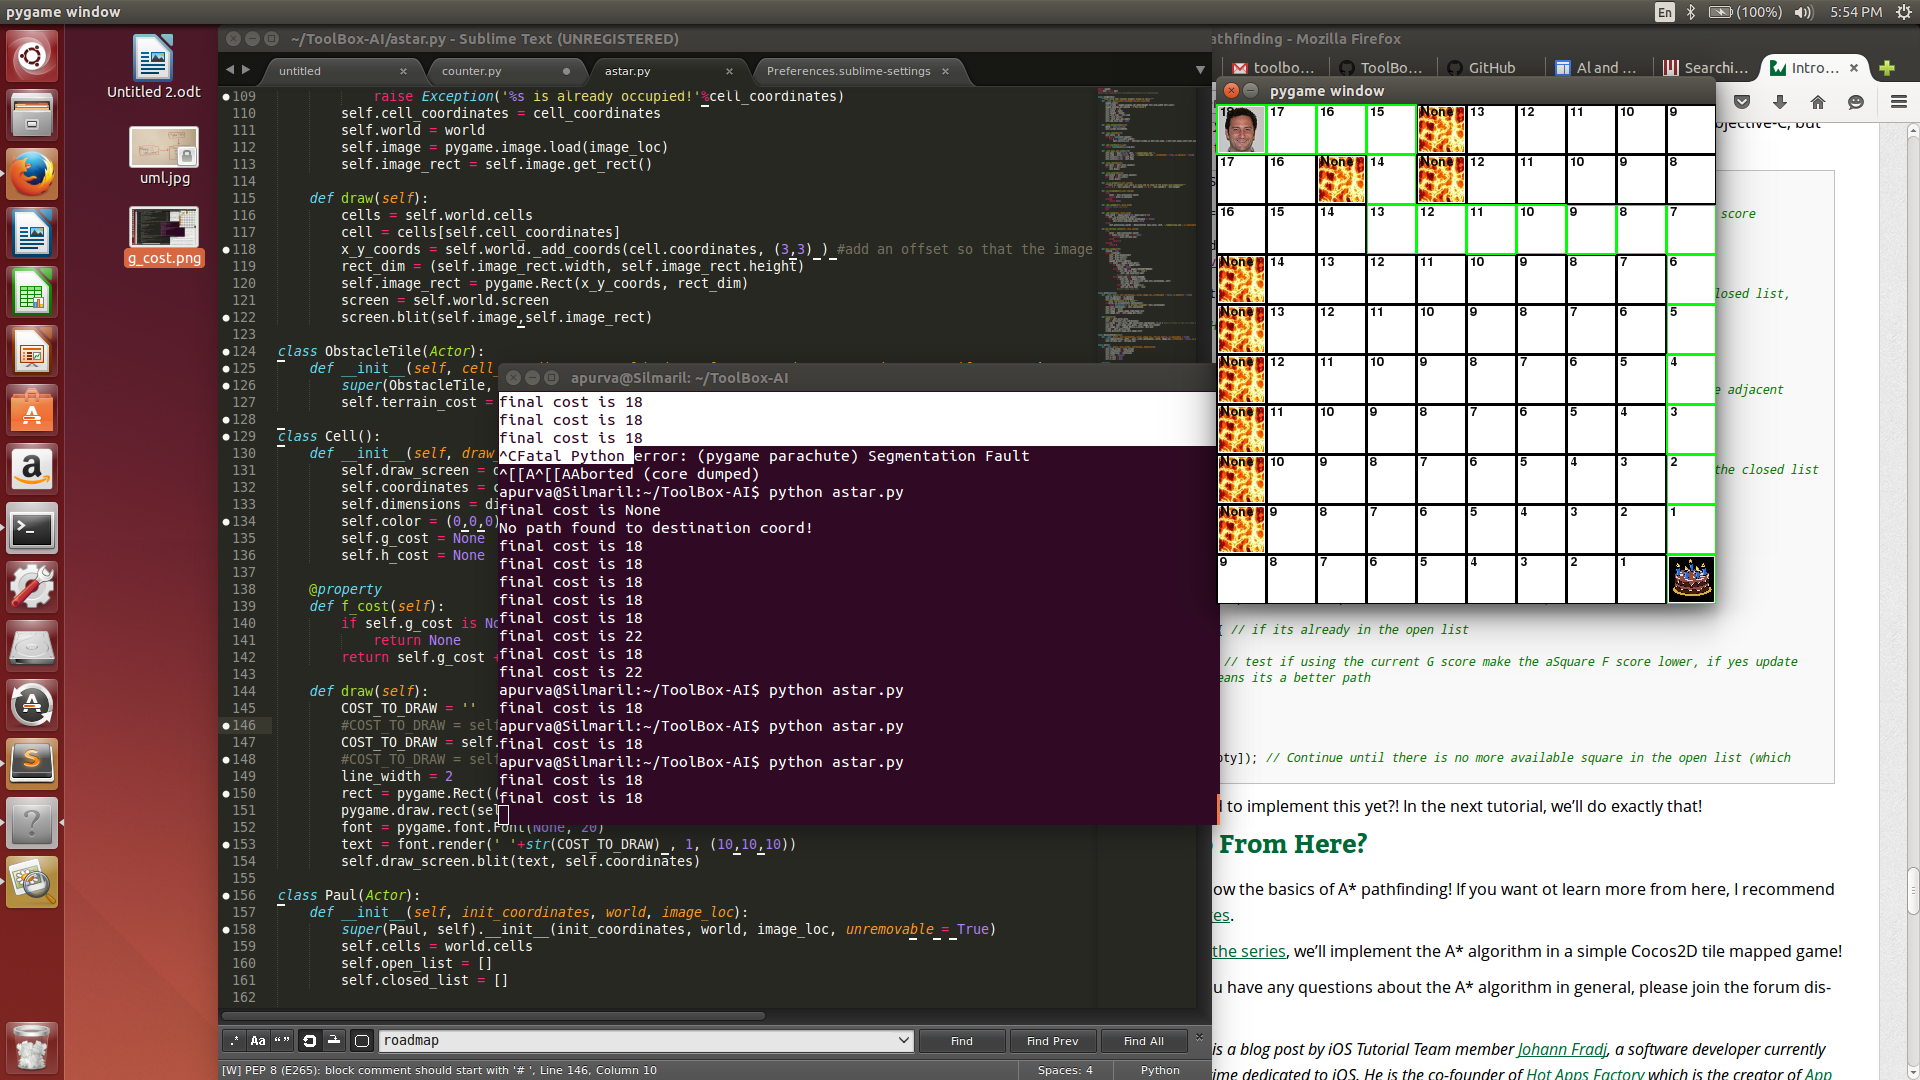 pygame window
En
(100%)
5:54 PM
Untitled 2.odt
uml.jpg
g_cost.png
~/ToolBox-AI/astar.py - Sublime Text (UNREGISTERED)
untitled
counter.py
astar.py
Preferences.sublime-settings
109 raise Exception('%s is already occupied!'%cell_coordinates)
110 self.cell_coordinates = cell_coordinates
111 self.world = world
112 self.image = pygame.image.load(image_loc)
113 self.image_rect = self.image.get_rect()
114
115 def draw(self):
116 cells = self.world.cells
117 cell = cells[self.cell_coordinates]
118 x_y_coords = self.world._add_coords(cell.coordinates, (3,3) ) #add an offset so that the image
119 rect_dim = (self.image_rect.width, self.image_rect.height)
120 self.image_rect = pygame.Rect(x_y_coords, rect_dim)
121 screen = self.world.screen
122 screen.blit(self.image,self.image_rect)
123
124 class ObstacleTile(Actor):
125 def __init__(self, cell_
126 super(ObstacleTile,
127 self.terrain_cost =
128
129 class Cell():
130 def __init__(self, draw_
131 self.draw_screen = d
132 self.coordinates = c
133 self.dimensions = di
134 self.color = (0,0,0)
135 self.g_cost = None
136 self.h_cost = None
137
138 @property
139 def f_cost(self):
140 if self.g_cost is No
141 return None
142 return self.g_cost +
143
144 def draw(self):
145 COST_TO_DRAW = ''
146 #COST_TO_DRAW = self
147 COST_TO_DRAW = self.
148 #COST_TO_DRAW = self
149 line_width = 2
150 rect = pygame.Rect((
151 pygame.draw.rect(sel
152 font = pygame.font.Font(None, 20)
153 text = font.render(' '+str(COST_TO_DRAW) , 1, (10,10,10))
154 self.draw_screen.blit(text, self.coordinates)
155
156 class Paul(Actor):
157 def __init__(self, init_coordinates, world, image_loc):
158 super(Paul, self).__init__(init_coordinates, world, image_loc, unremovable = True)
159 self.cells = world.cells
160 self.open_list = []
161 self.closed_list = []
162
.* Aa “”
roadmap
Find
Find Prev
Find All
[W] PEP 8 (E265): block comment should start with '# ', Line 146, Column 10
Spaces: 4
Python
apurva@Silmaril: ~/ToolBox-AI
final cost is 18
final cost is 18
final cost is 18
^CFatal Python error: (pygame parachute) Segmentation Fault
^[[A^[[AAborted (core dumped)
apurva@Silmaril:~/ToolBox-AI$ python astar.py
final cost is None
No path found to destination coord!
final cost is 18
final cost is 18
final cost is 18
final cost is 18
final cost is 18
final cost is 22
final cost is 18
final cost is 22
apurva@Silmaril:~/ToolBox-AI$ python astar.py
final cost is 18
apurva@Silmaril:~/ToolBox-AI$ python astar.py
final cost is 18
apurva@Silmaril:~/ToolBox-AI$ python astar.py
final cost is 18
final cost is 18
athfinding - Mozilla Firefox
toolbo...
ToolBo...
GitHub
AI and ...
Searchi...
Intro...
pygame window
17 16 15 None 13 12 11 10 9
17 16 None 14 None 12 11 10 9 8
16 15 14 13 12 11 10 9 8 7
None 14 13 12 11 10 9 8 7 6
None 13 12 11 10 9 8 7 6 5
None 12 11 10 9 8 7 6 5 4
None 11 10 9 8 7 6 5 4 3
None 10 9 8 7 6 5 4 3 2
None 9 8 7 6 5 4 3 2 1
9 8 7 6 5 4 3 2 1
bjective-C, but
score
losed list,
e adjacent
the closed list
{ // if its already in the open list
// test if using the current G score make the aSquare F score lower, if yes update
eans its a better path
pty]); // Continue until there is no more available square in the open list (which
l to implement this yet?! In the next tutorial, we’ll do exactly that!
From Here?
ow the basics of A* pathfinding! If you want ot learn more from here, I recommend
es.
the series, we’ll implement the A* algorithm in a simple Cocos2D tile mapped game!
u have any questions about the A* algorithm in general, please join the forum dis-
is a blog post by iOS Tutorial Team member Johann Fradj, a software developer currently
ime dedicated to iOS. He is the co-founder of Hot Apps Factory which is the creator of App